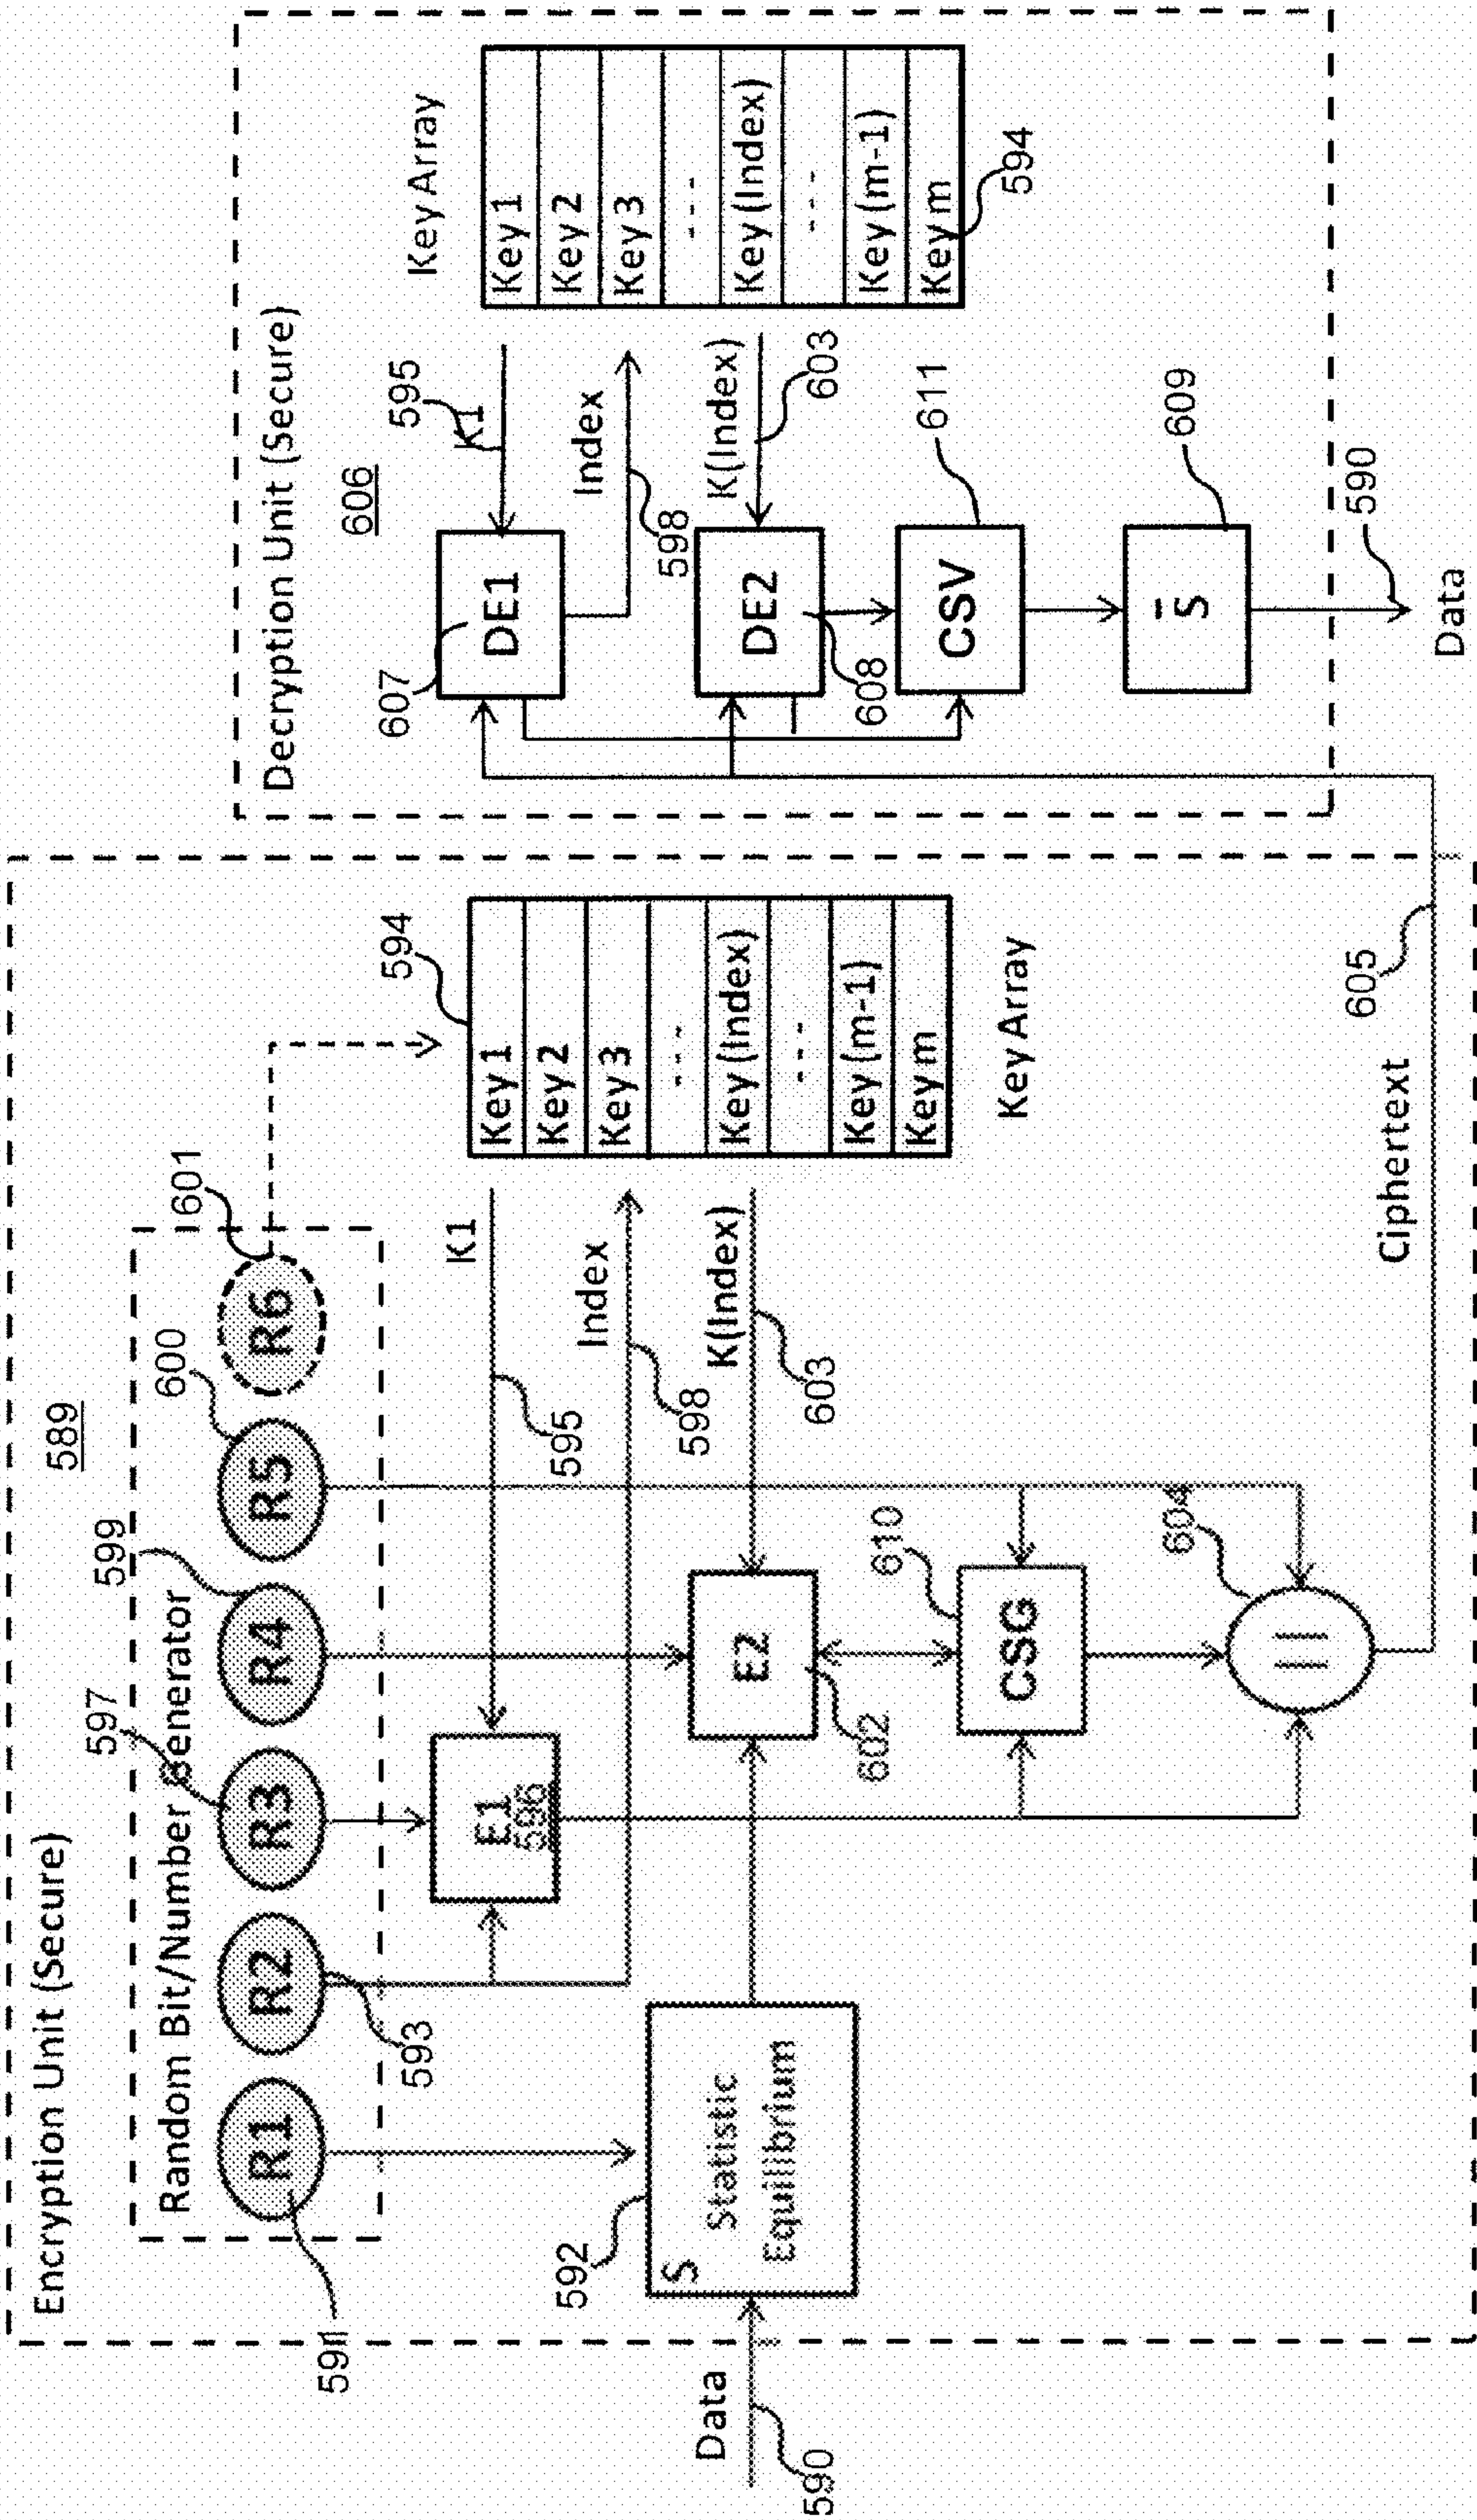 Encryption Unit (Secure)
589
Random Bit/Number Generator
597
599
600
601
R1
R2
R3
R4
R5
R6
591
593
594
K1
595
E1
596
Index
598
592
S
Statistic
Equilibrium
Data
590
E2
602
K(Index)
603
610
CSG
604
||
Key 1
Key 2
Key 3
- - -
Key (Index)
- - -
Key (m-1)
Key m
Key Array
Ciphertext
605
Decryption Unit (Secure)
606
607
DE1
595
K1
Index
598
DE2
608
K(Index)
603
CSV
611
S̄
609
590
Data
Key Array
Key 1
Key 2
Key 3
- - -
Key (Index)
- - -
Key (m-1)
Key m
594